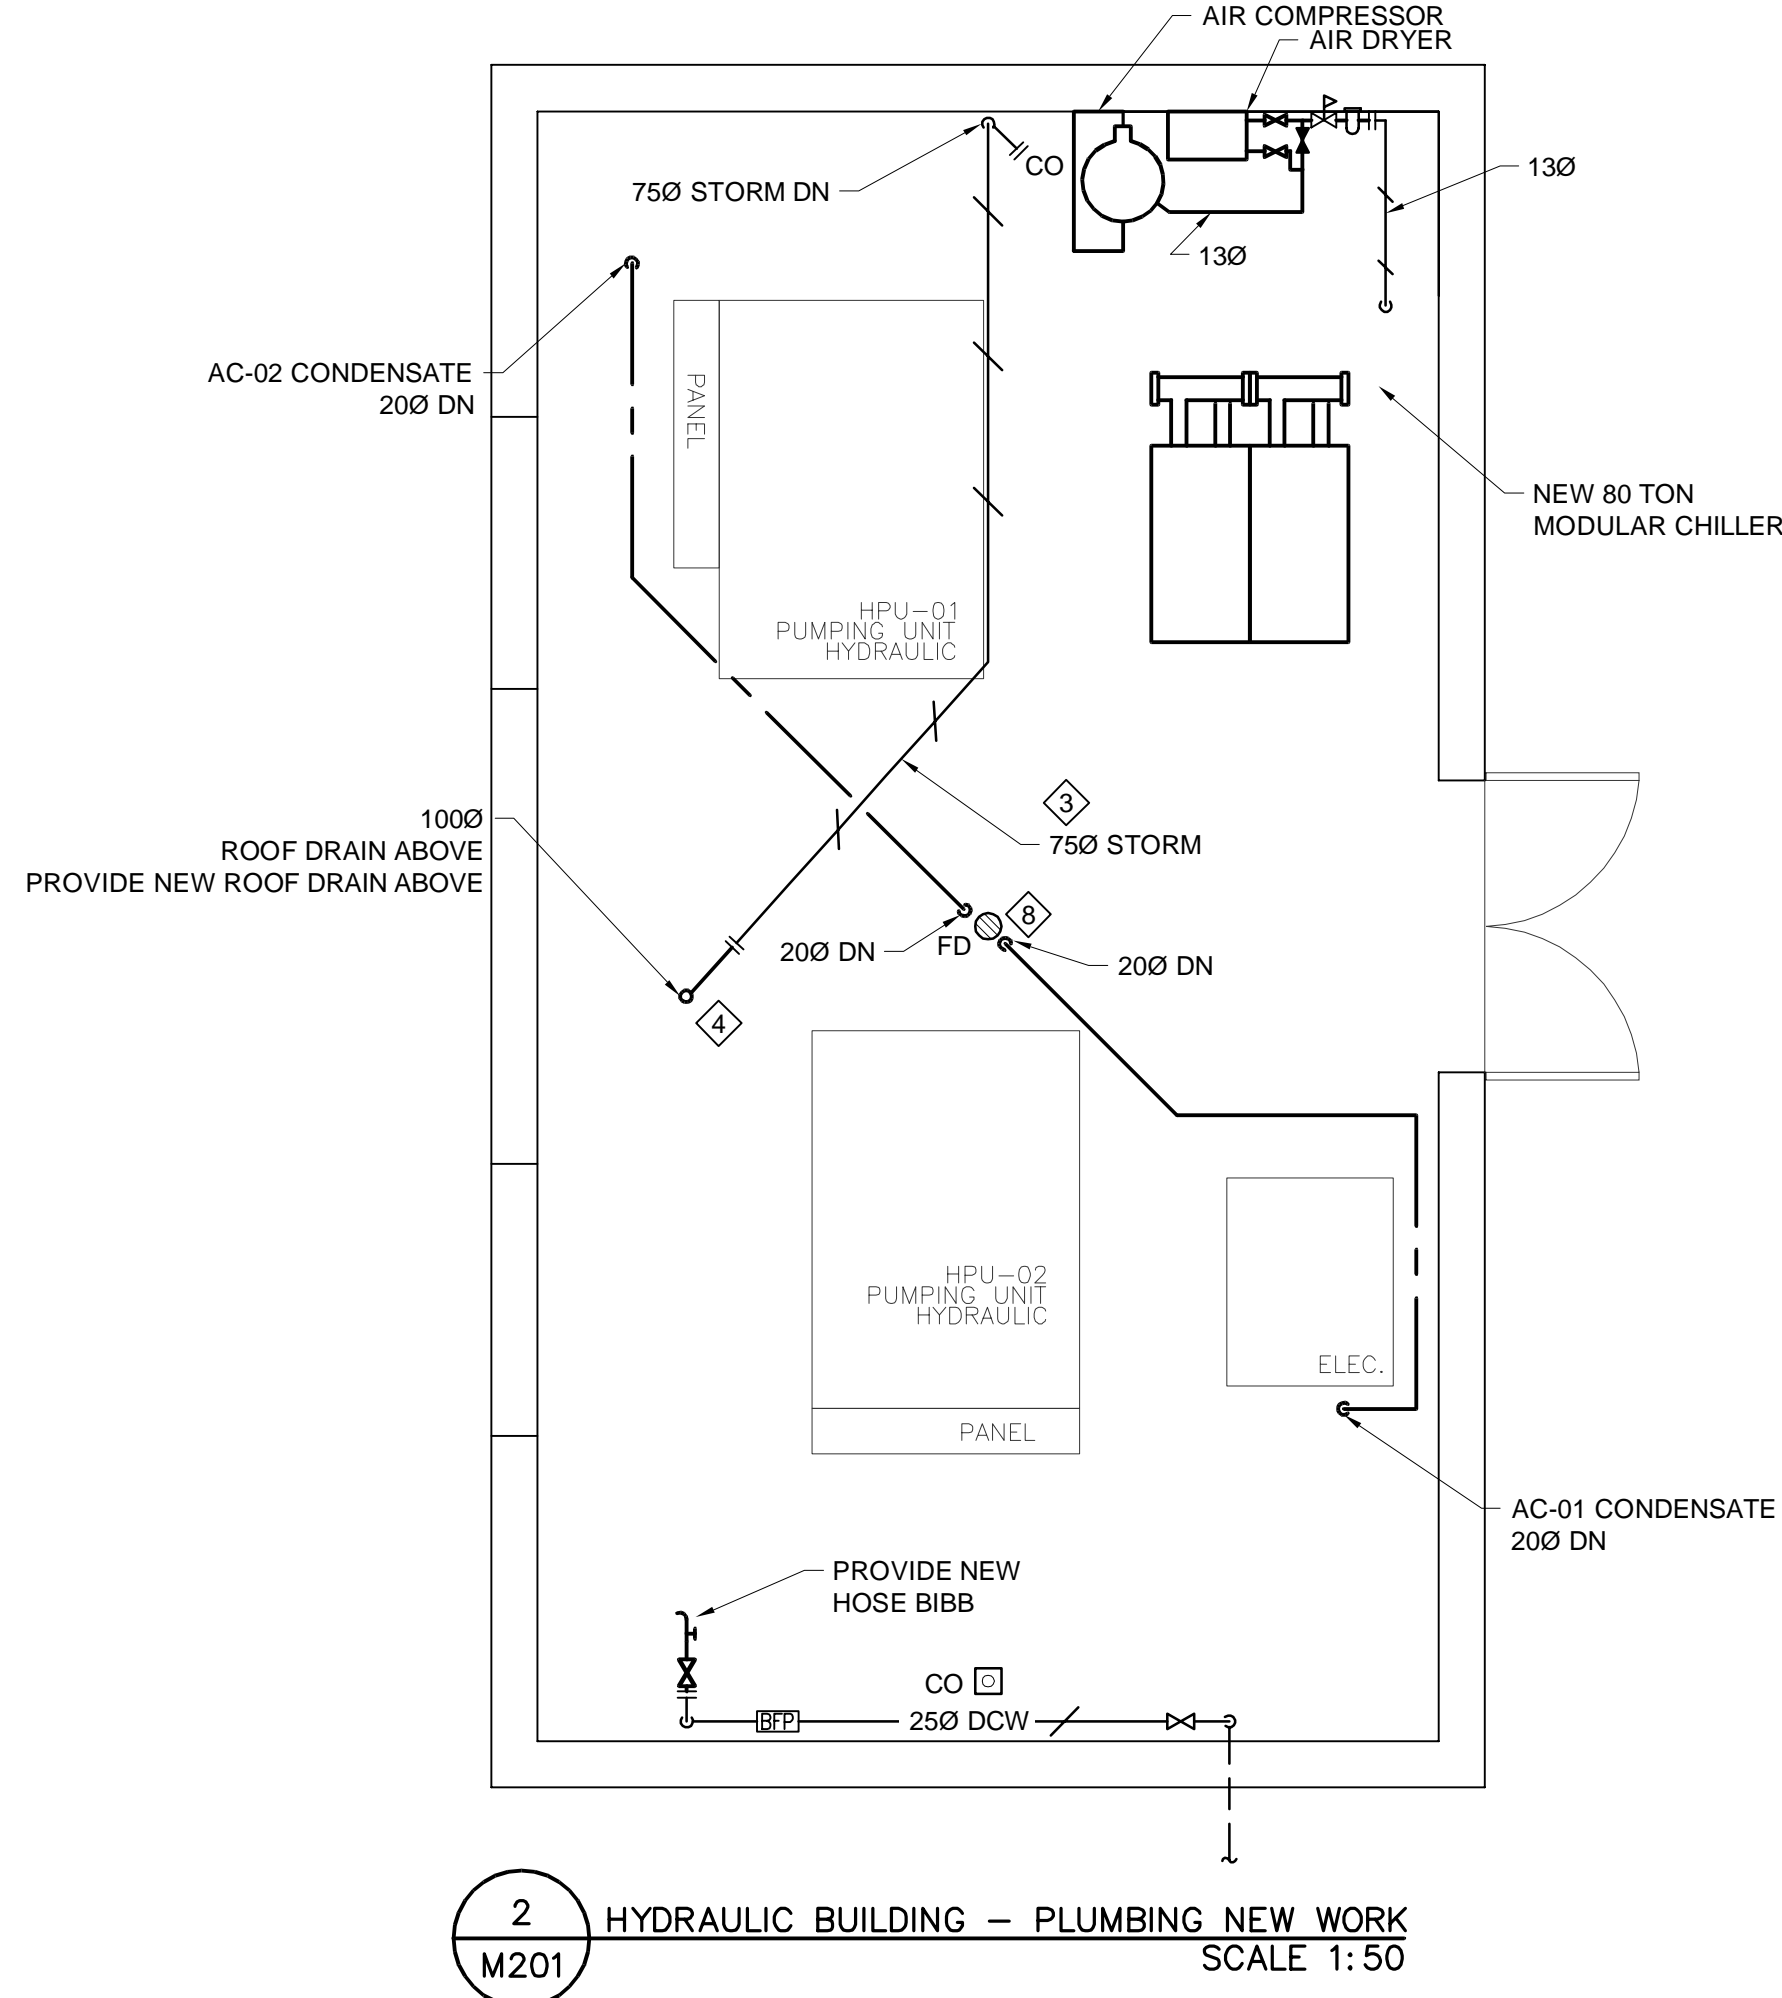 AIR COMPRESSOR
AIR DRYER
CO
75Ø STORM DN
13Ø
13Ø
AC-02 CONDENSATE
20Ø DN
PANEL
NEW 80 TON
MODULAR CHILLER
HPU-01
PUMPING UNIT
HYDRAULIC
3
75Ø STORM
100Ø
ROOF DRAIN ABOVE
PROVIDE NEW ROOF DRAIN ABOVE
8
20Ø DN
FD
20Ø DN
4
HPU-02
PUMPING UNIT
HYDRAULIC
ELEC.
PANEL
AC-01 CONDENSATE
20Ø DN
PROVIDE NEW
HOSE BIBB
CO
BFP
25Ø DCW
2
M201
HYDRAULIC BUILDING - PLUMBING NEW WORK
SCALE 1:50